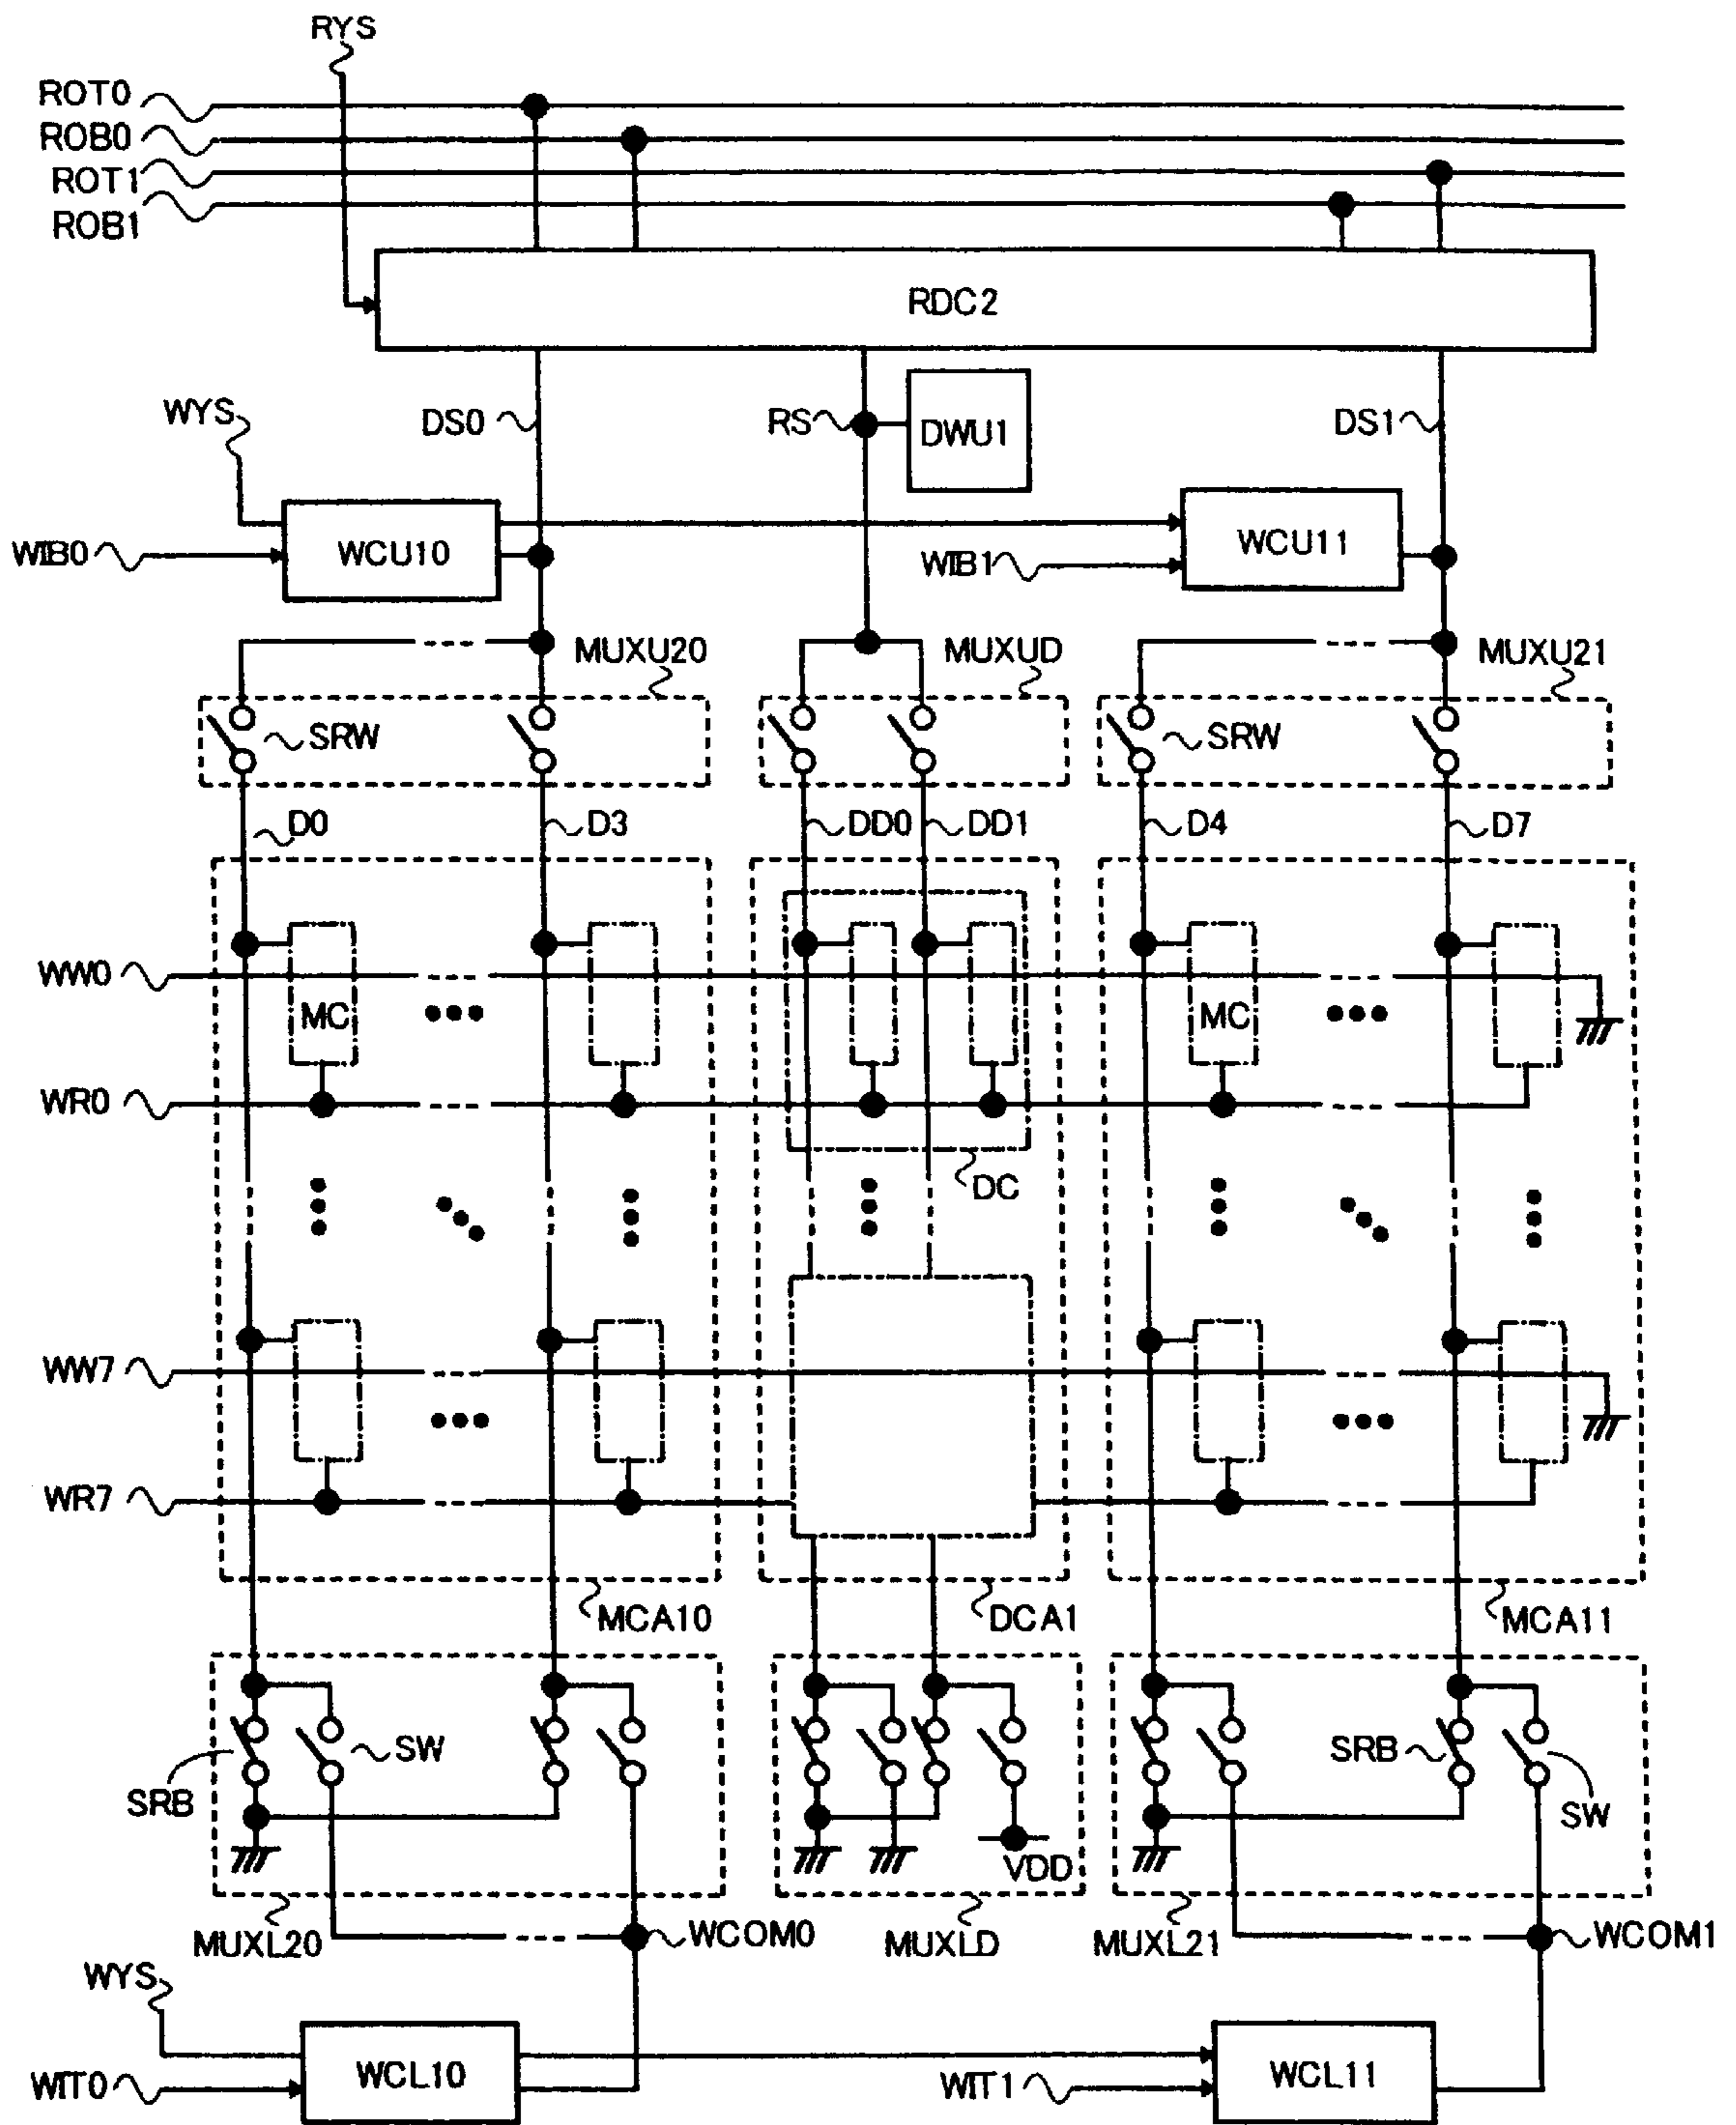 RYS
ROT0
ROB0
ROT1
ROB1
RDC2
WYS
DS0
RS
DWU1
DS1
WIB0
WCU10
WIB1
WCU11
MUXU20
MUXUD
MUXU21
SRW
SRW
D0
D3
DD0
DD1
D4
D7
WW0
MC
MC
WR0
DC
WW7
WR7
MCA10
DCA1
MCA11
SRB
SW
SRB
SW
VDD
MUXL20
WCOM0
MUXLD
MUXL21
WCOM1
WYS
WIT0
WCL10
WIT1
WCL11